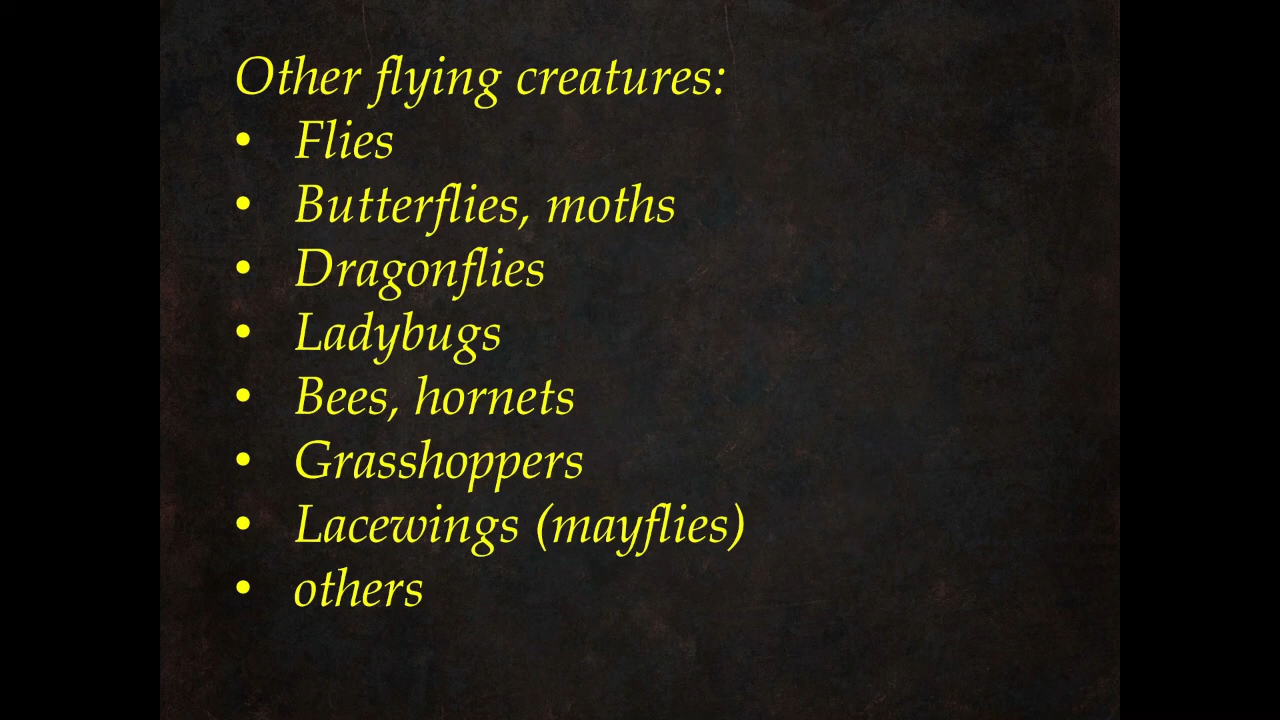 Other flying creatures:
• Flies
• Butterflies, moths
• Dragonflies
• Ladybugs
• Bees, hornets
• Grasshoppers
• Lacewings (mayflies)
• others